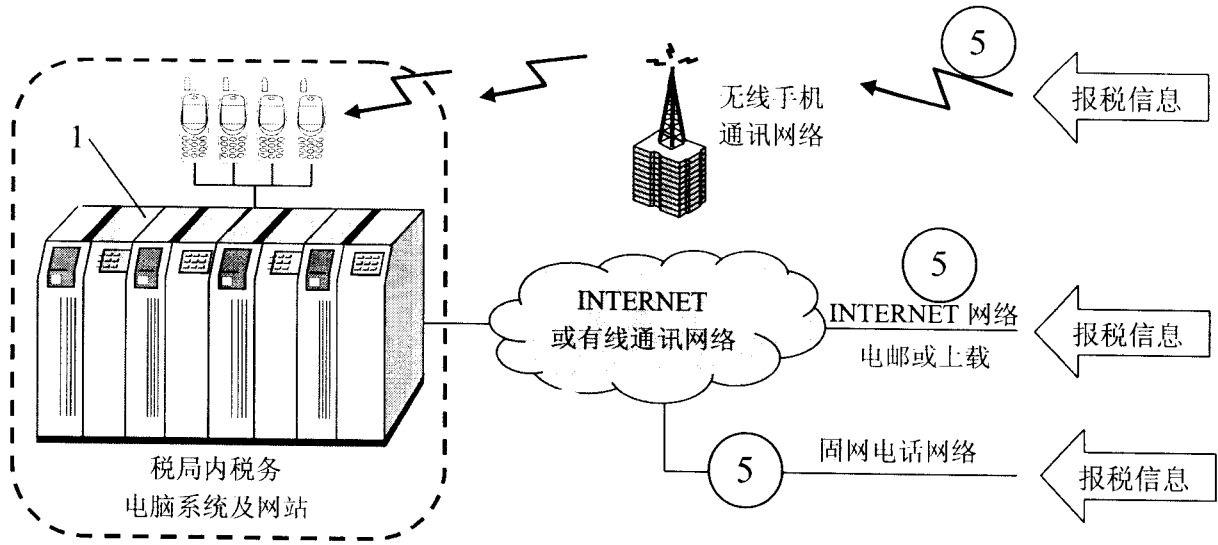 5
无线手机
通讯网络
报税信息
1
5
INTERNET
或有线通讯网络
INTERNET 网络
电邮或上载
报税信息
5
固网电话网络
报税信息
税局内税务
电脑系统及网站